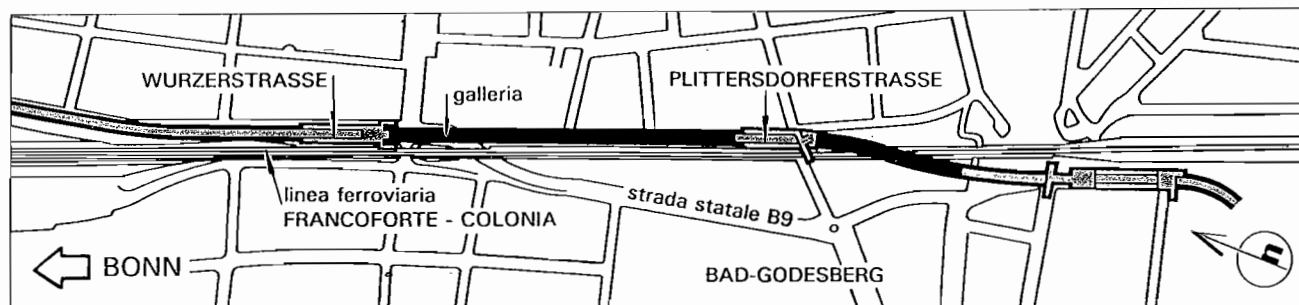 WURZERSTRASSE
galleria
PLITTERSDORFERSTRASSE
linea ferroviaria
FRANCOFORTE - COLONIA
strada statale B9
BONN
BAD-GODESBERG
n